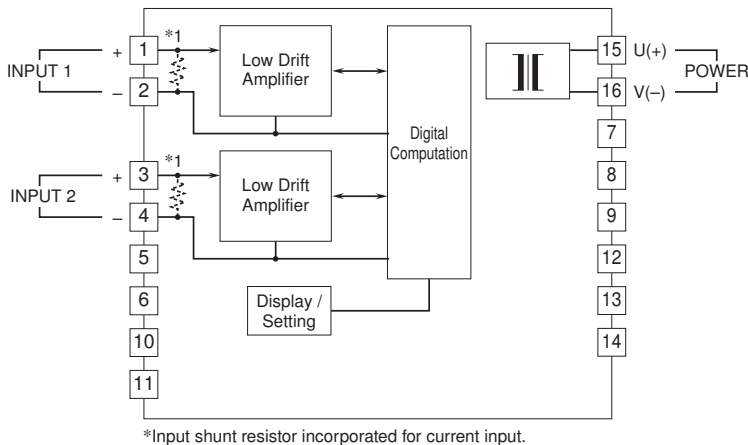 *1
+ 1
INPUT 1
– 2
Low Drift
Amplifier
*1
+ 3
INPUT 2
– 4
Low Drift
Amplifier
5
6
10
11
Digital
Computation
Display /
Setting
15 U(+)
POWER
16 V(–)
7
8
9
12
13
14
*Input shunt resistor incorporated for current input.